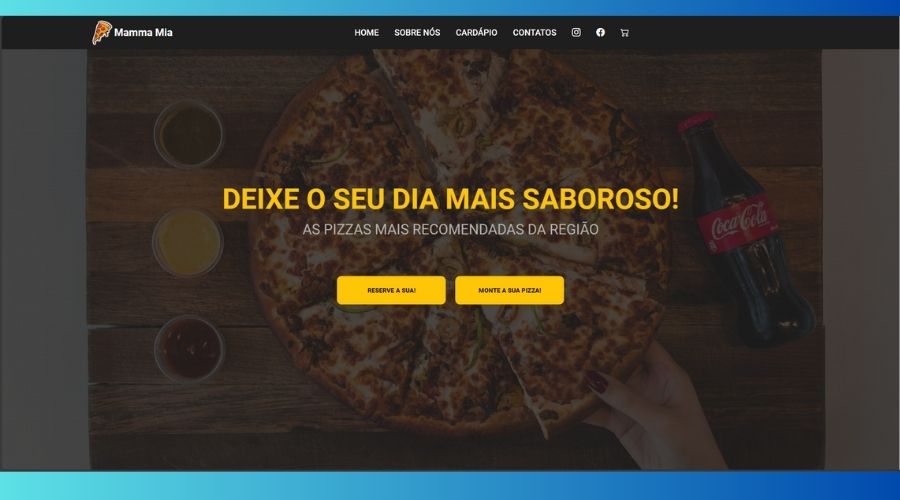 Mamma Mia
HOME
SOBRE NÓS
CARDÁPIO
CONTATOS
DEIXE O SEU DIA MAIS SABOROSO!
AS PIZZAS MAIS RECOMENDADAS DA REGIÃO
Coca-Cola
RESERVE A SUA!
MONTE A SUA PIZZA!